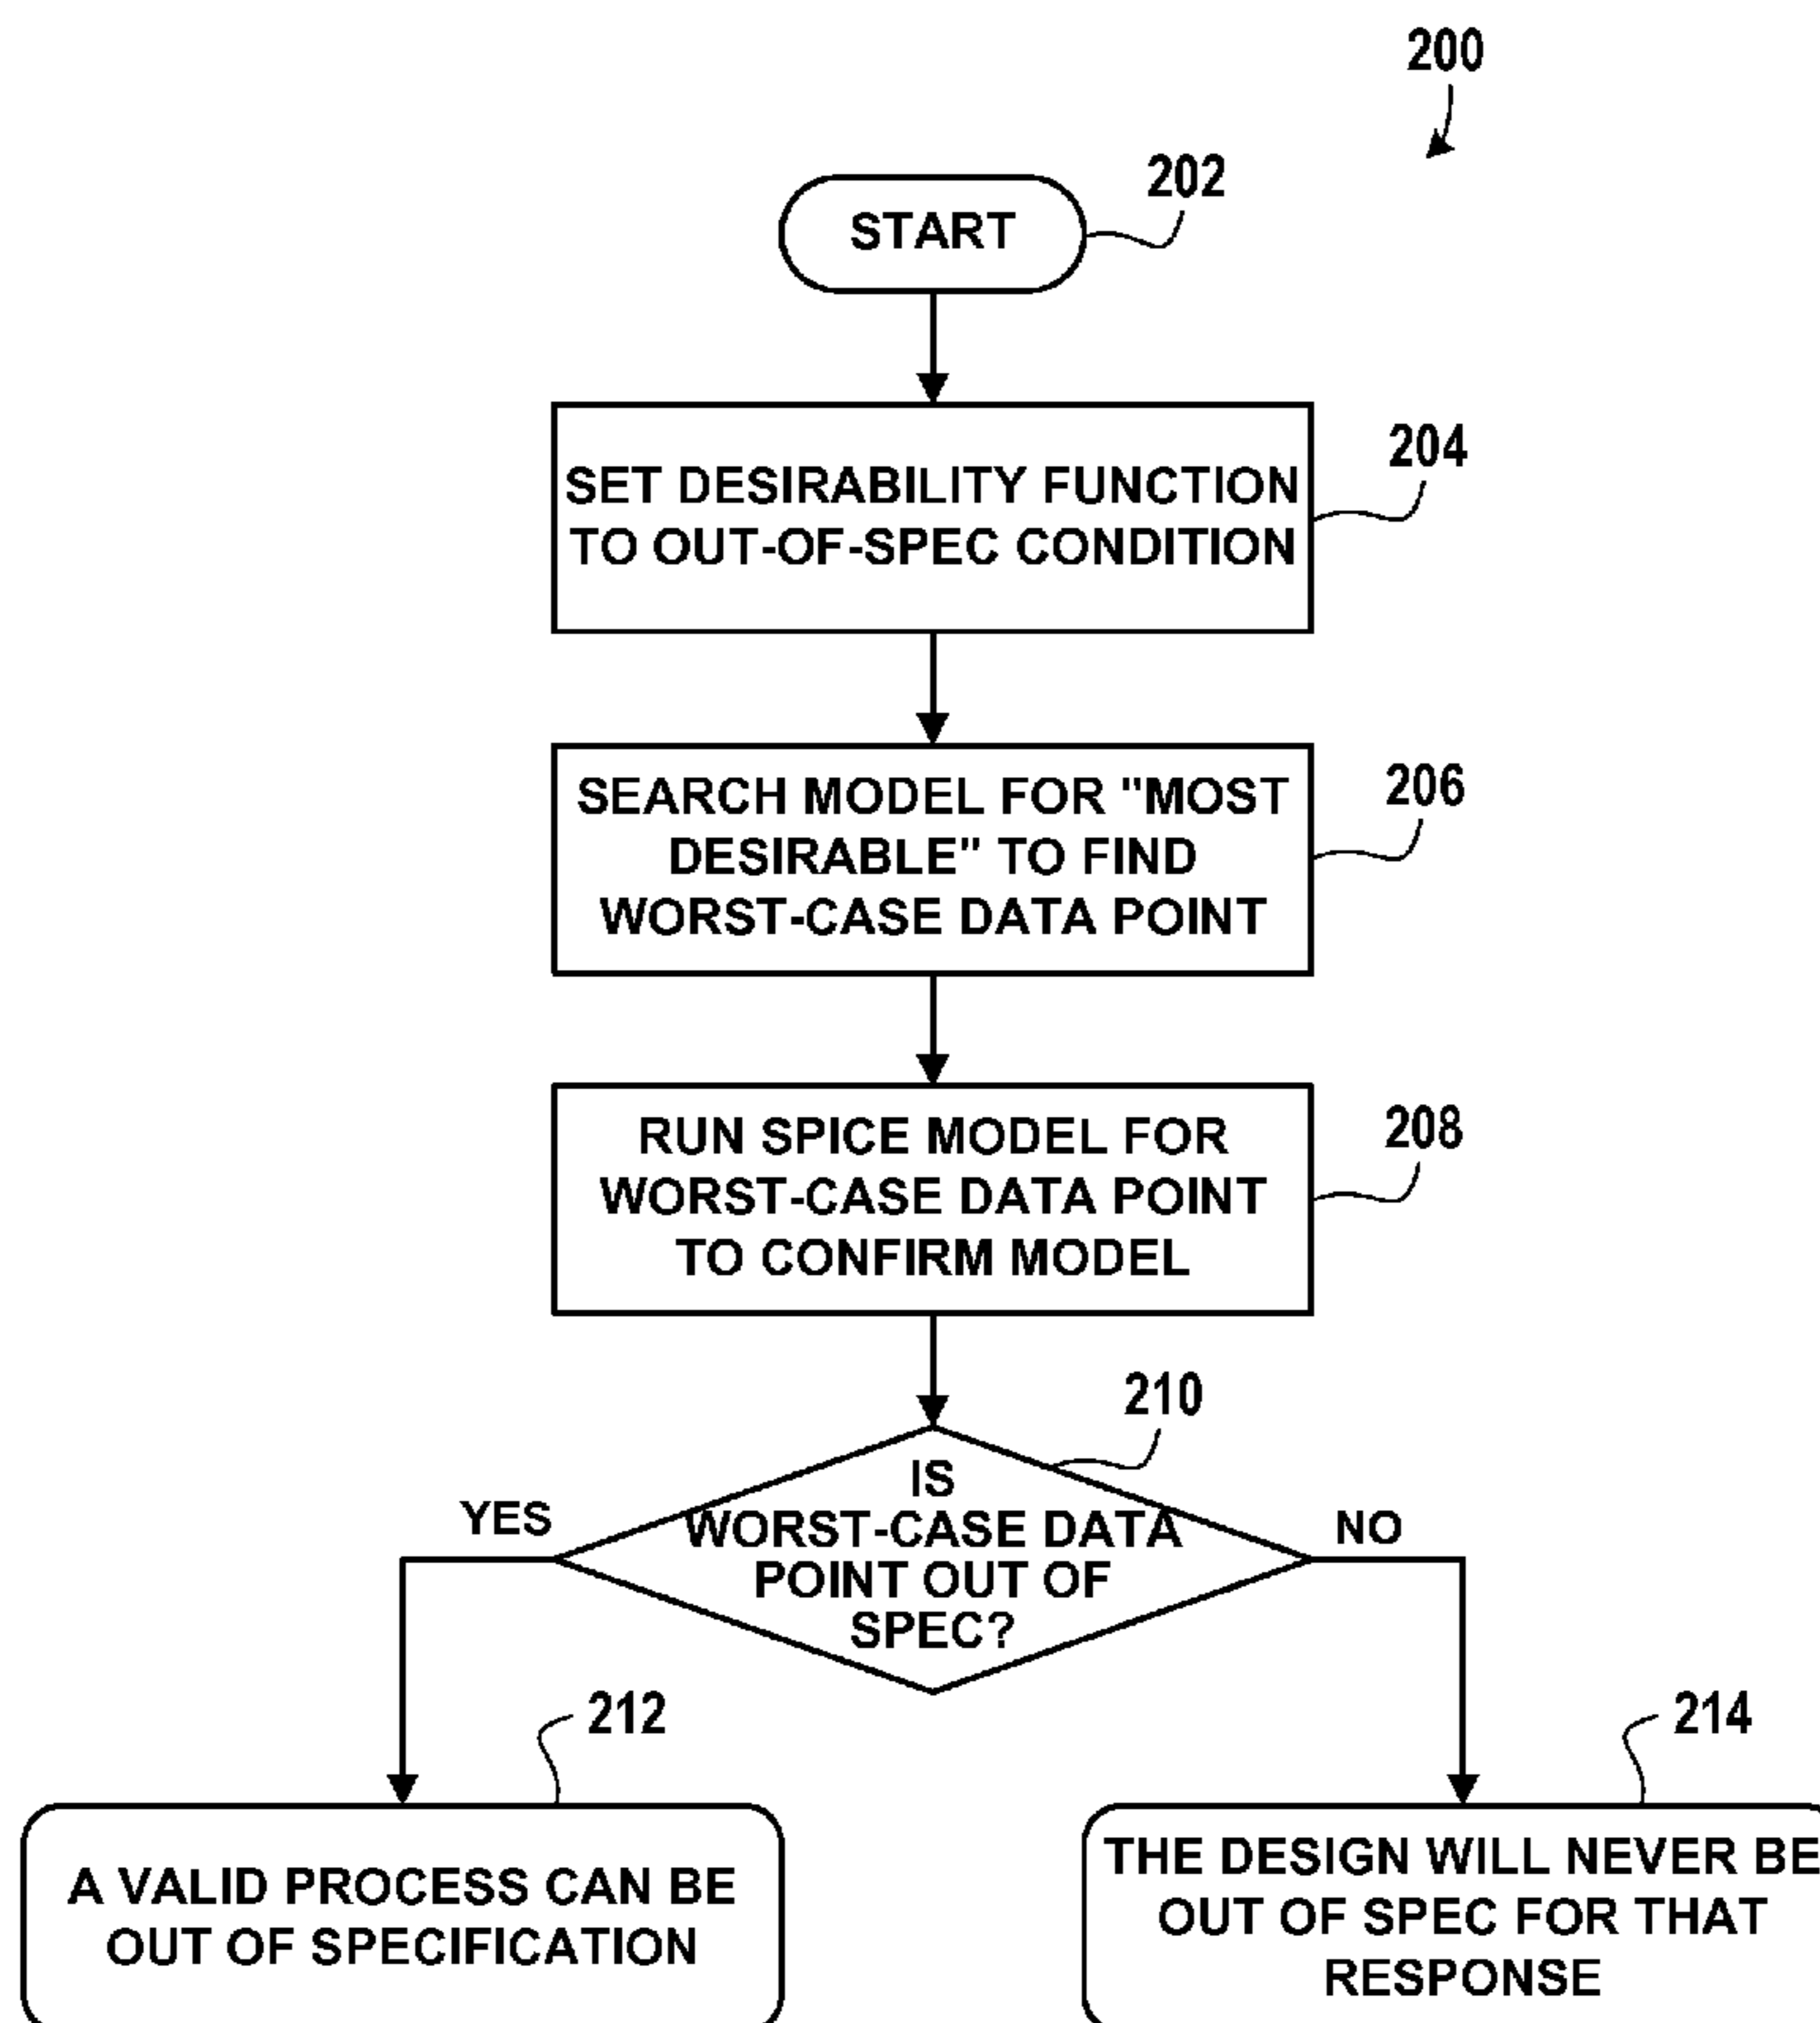 200
202
START
204
SET DESIRABILITY FUNCTION
TO OUT-OF-SPEC CONDITION
206
SEARCH MODEL FOR "MOST
DESIRABLE" TO FIND
WORST-CASE DATA POINT
208
RUN SPICE MODEL FOR
WORST-CASE DATA POINT
TO CONFIRM MODEL
210
IS
WORST-CASE DATA
POINT OUT OF
SPEC?
YES
NO
212
A VALID PROCESS CAN BE
OUT OF SPECIFICATION
214
THE DESIGN WILL NEVER BE
OUT OF SPEC FOR THAT
RESPONSE